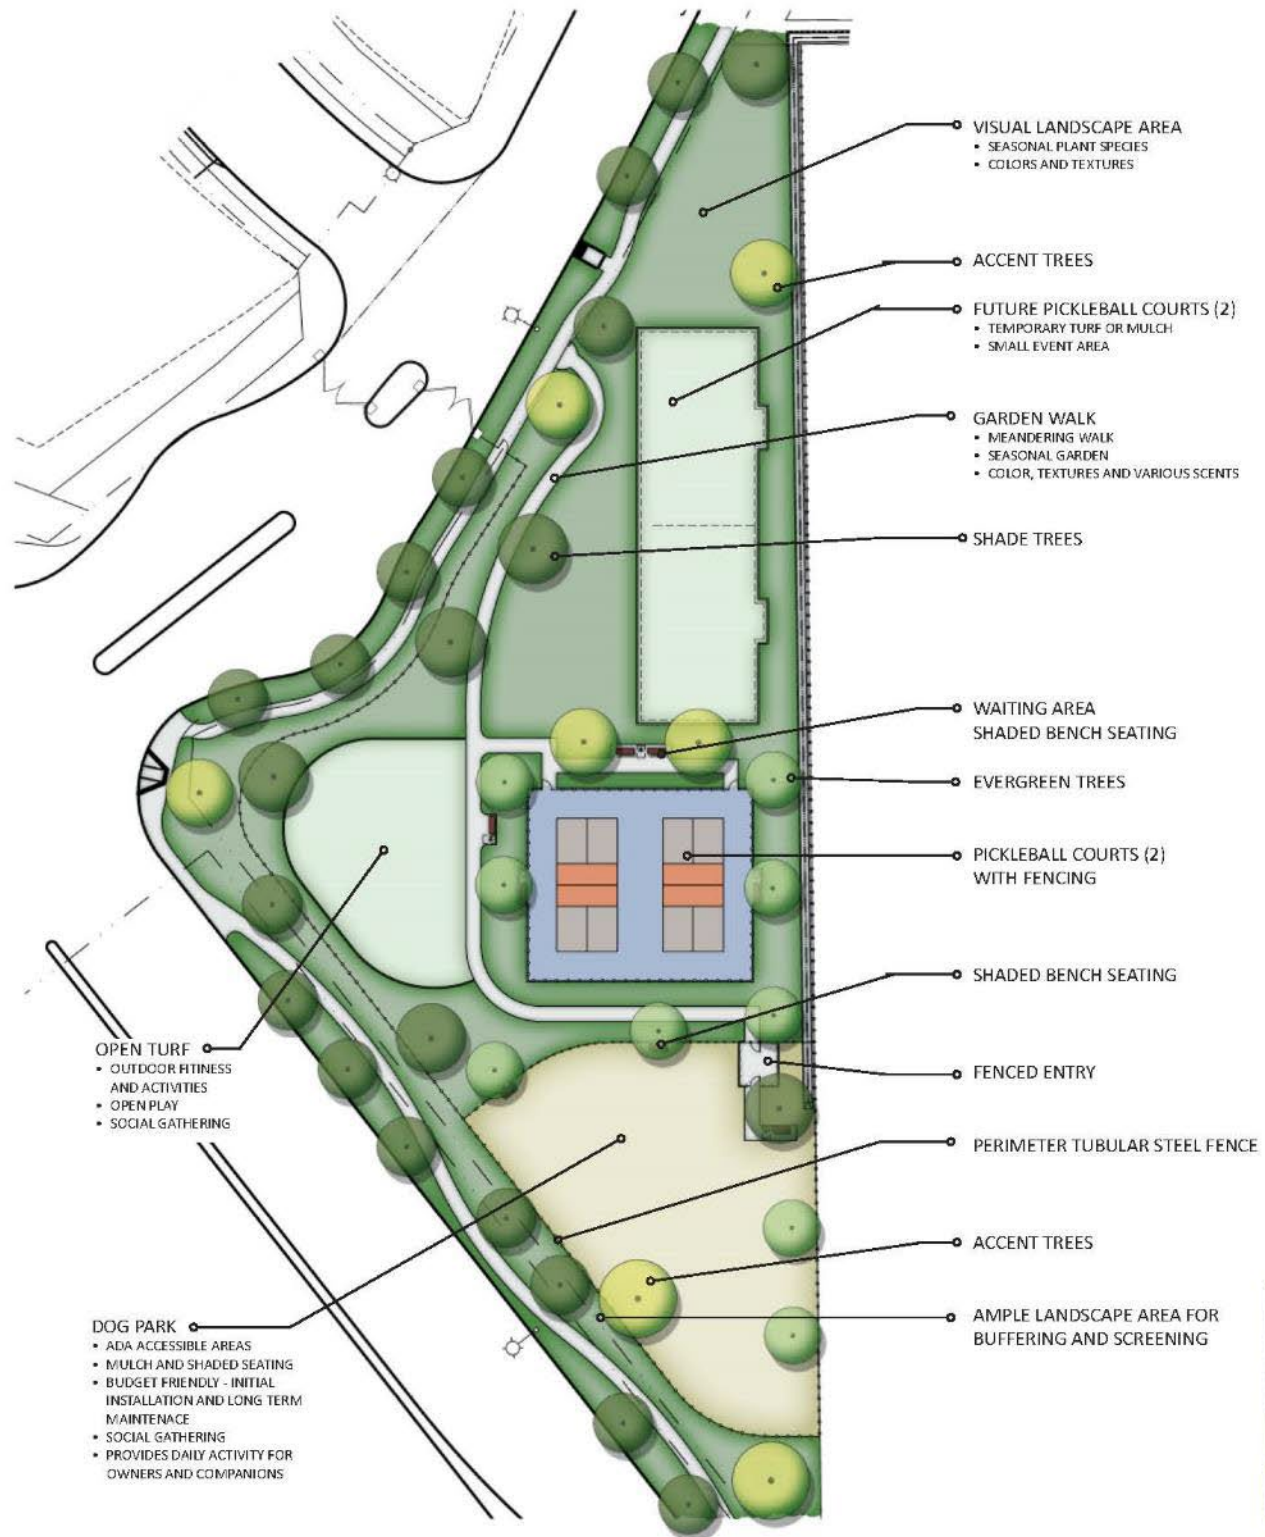 VISUAL LANDSCAPE AREA
• SEASONAL PLANT SPECIES
• COLORS AND TEXTURES
ACCENT TREES
FUTURE PICKLEBALL COURTS (2)
• TEMPORARY TURF OR MULCH
• SMALL EVENT AREA
GARDEN WALK
• MEANDERING WALK
• SEASONAL GARDEN
• COLOR, TEXTURES AND VARIOUS SCENTS
SHADE TREES
WAITING AREA
SHADED BENCH SEATING
EVERGREEN TREES
PICKLEBALL COURTS (2)
WITH FENCING
SHADED BENCH SEATING
FENCED ENTRY
PERIMETER TUBULAR STEEL FENCE
ACCENT TREES
AMPLE LANDSCAPE AREA FOR
BUFFERING AND SCREENING
OPEN TURF
• OUTDOOR FITINESS
AND ACTIVITIES
• OPEN PLAY
• SOCIAL GATHERING
DOG PARK
• ADA ACCESSIBLE AREAS
• MULCH AND SHADED SEATING
• BUDGET FRIENDLY - INITIAL
INSTALLATION AND LONG TERM
MAINTENACE
• SOCIAL GATHERING
• PROVIDES DAILY ACTIVITY FOR
OWNERS AND COMPANIONS